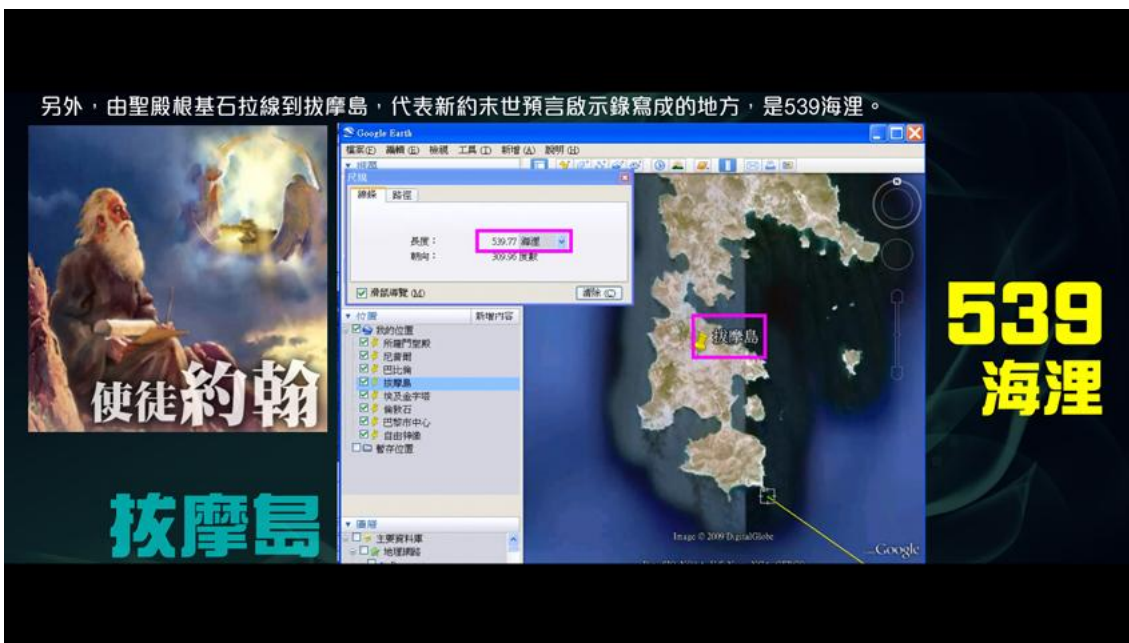 另外，由聖殿根基石拉線到拔摩島，代表新約末世預言啟示錄寫成的地方，是539海浬。
Google Earth
檔案(F) 編輯(E) 檢視 工具(T) 新增(A) 說明(H)
尺規
線條 路徑
長度： 539.77 海浬
朝向： 309.96 度數
滑鼠導覽 (M) 清除(C)
位置 新增內容
我的位置
所羅門聖殿
尼普爾
巴比倫
拔摩島
埃及金字塔
倫敦石
巴黎市中心
自由神像
暫存位置
圖層
主要資料庫
地理網路
拔摩島
Image © 2009 DigitalGlobe
Google
使徒約翰
拔摩島
539
海浬